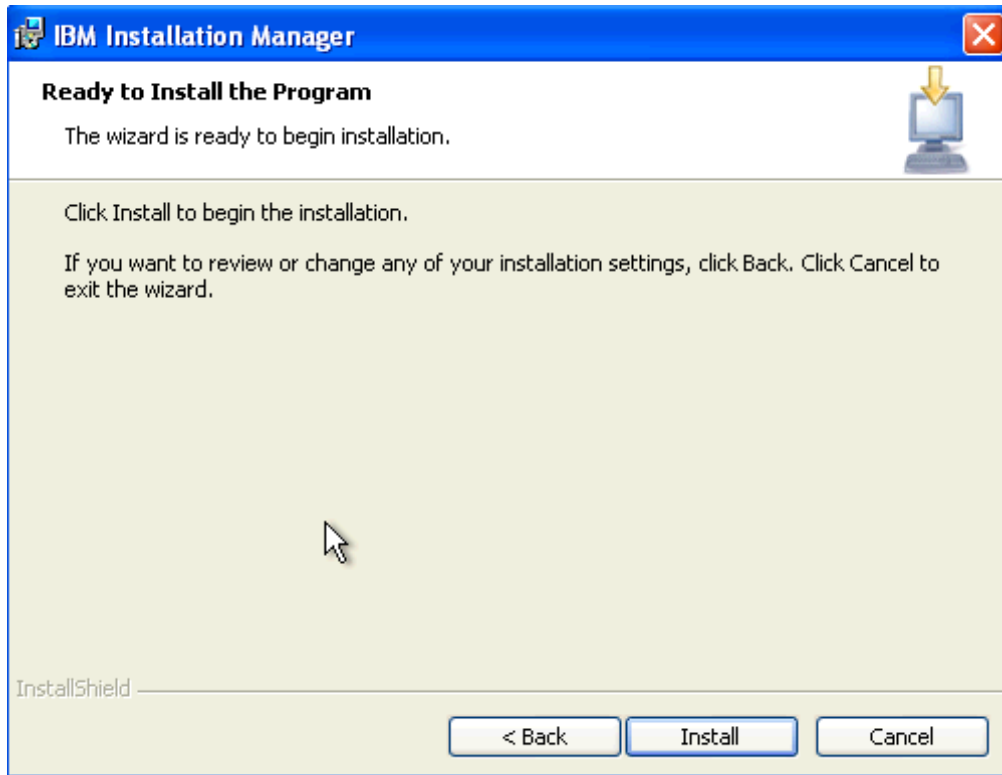 IBM Installation Manager
Ready to Install the Program
The wizard is ready to begin installation.
Click Install to begin the installation.
If you want to review or change any of your installation settings, click Back. Click Cancel to
exit the wizard.
InstallShield
< Back Install Cancel